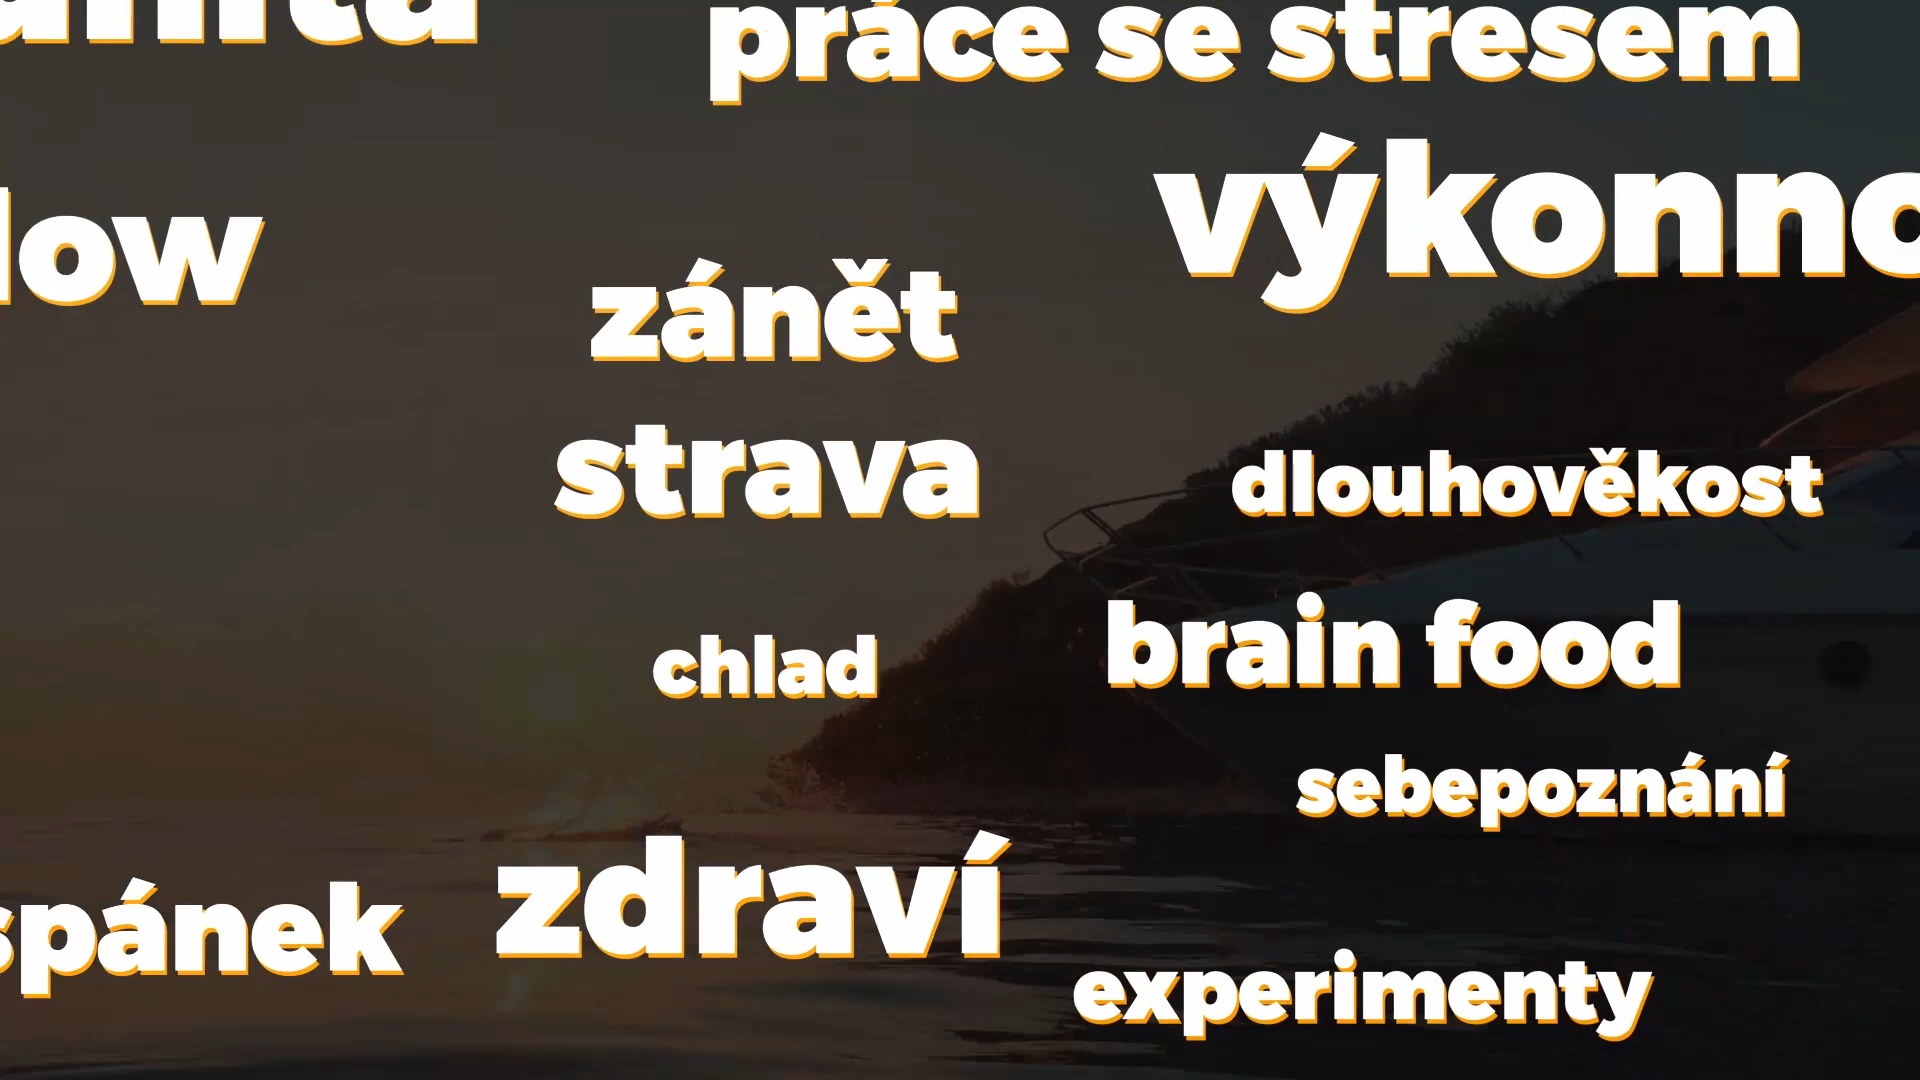 práce se stresem
výkonno
low
zánět
strava
dlouhověkost
brain food
chlad
sebepoznání
zdraví
spánek
experimenty